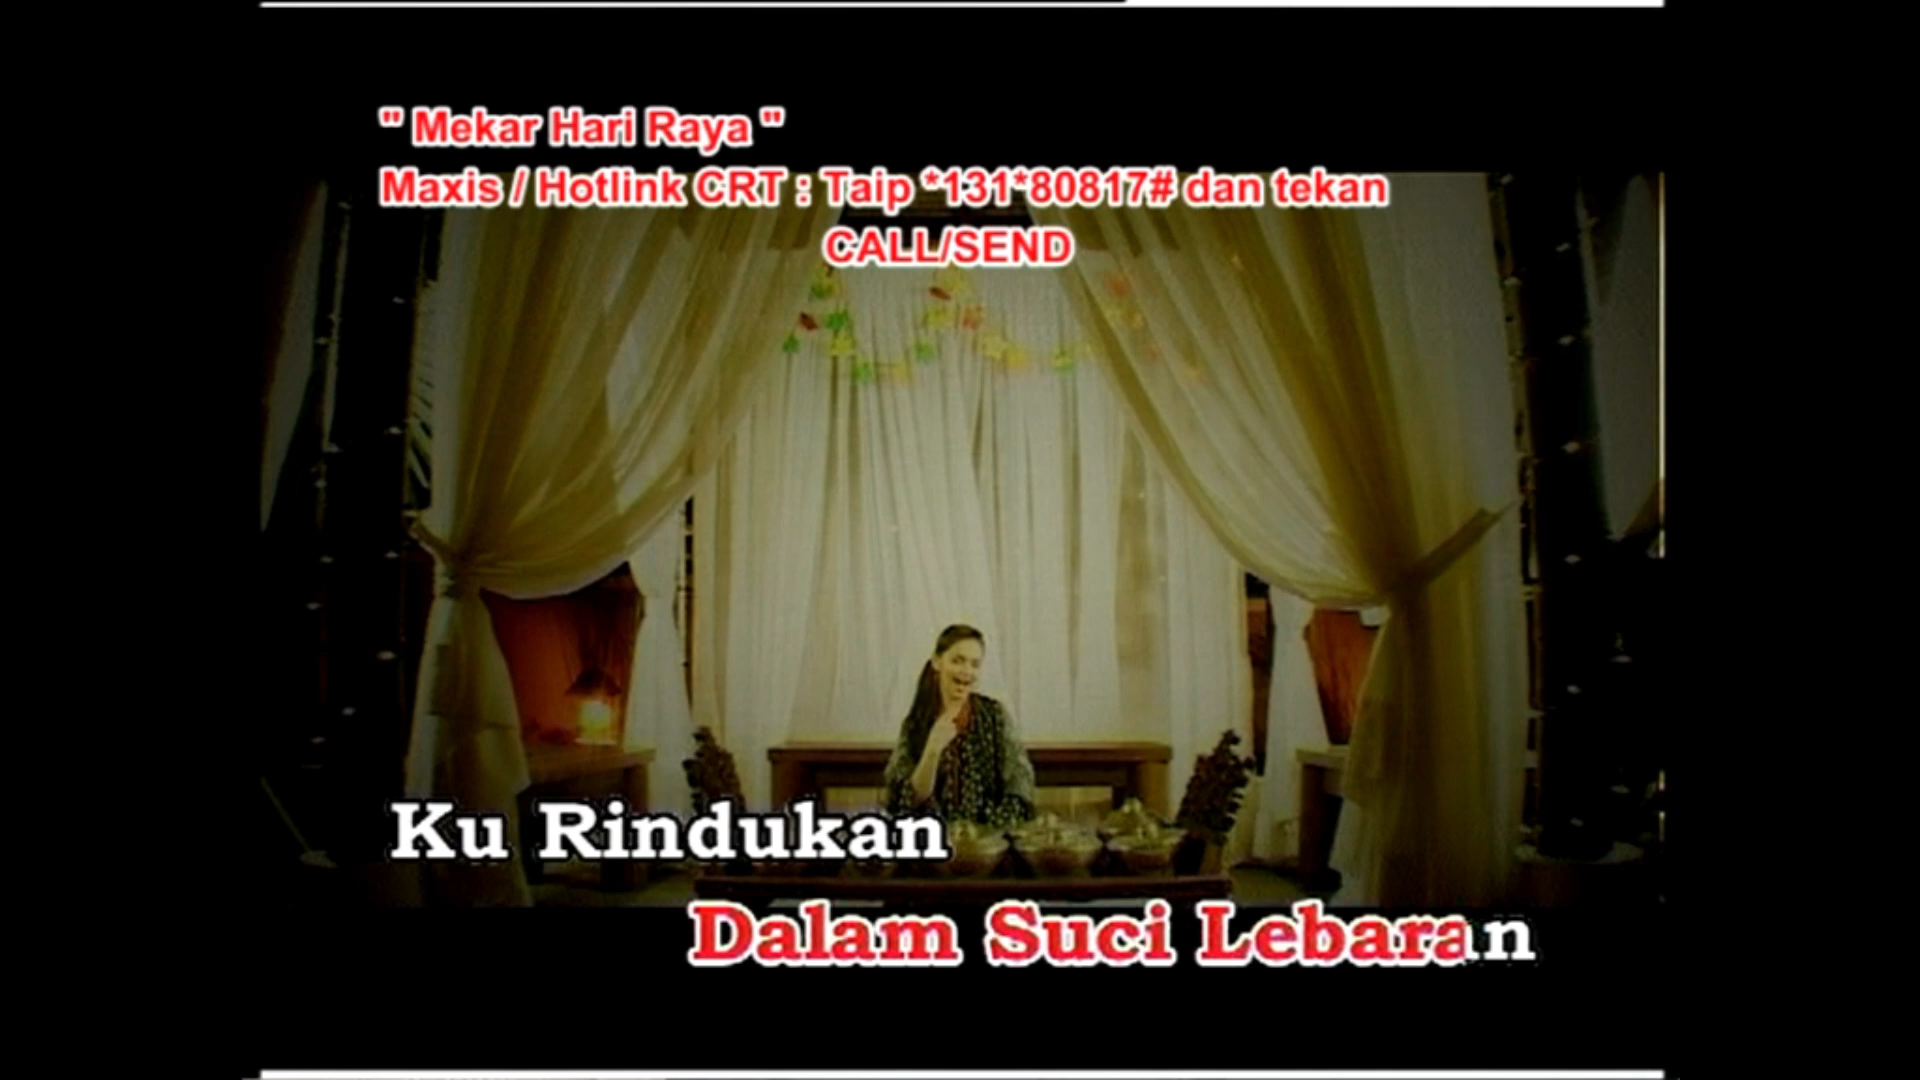 " Mekar Hari Raya "
Maxis / Hotlink CRT : Taip *131*80817# dan tekan
CALL/SEND
Ku Rindukan
Dalam Suci Lebaran